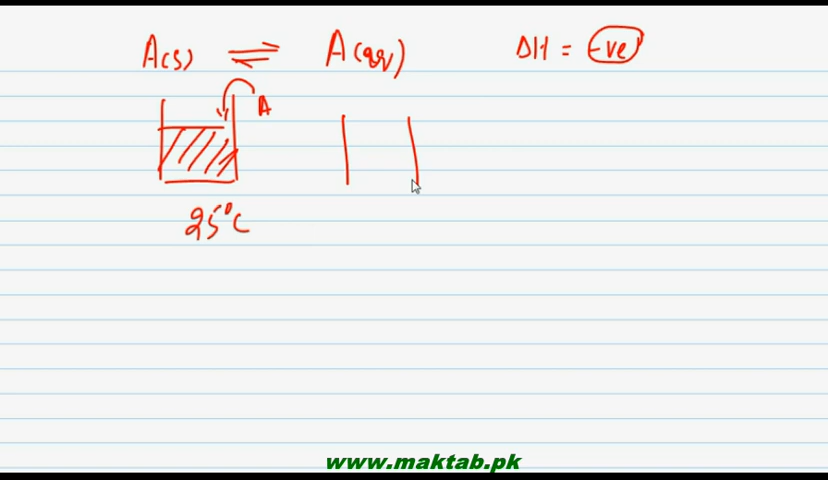 A(s) ⇌ A(aq) ΔH = -ve
A
25°C
www.maktab.pk